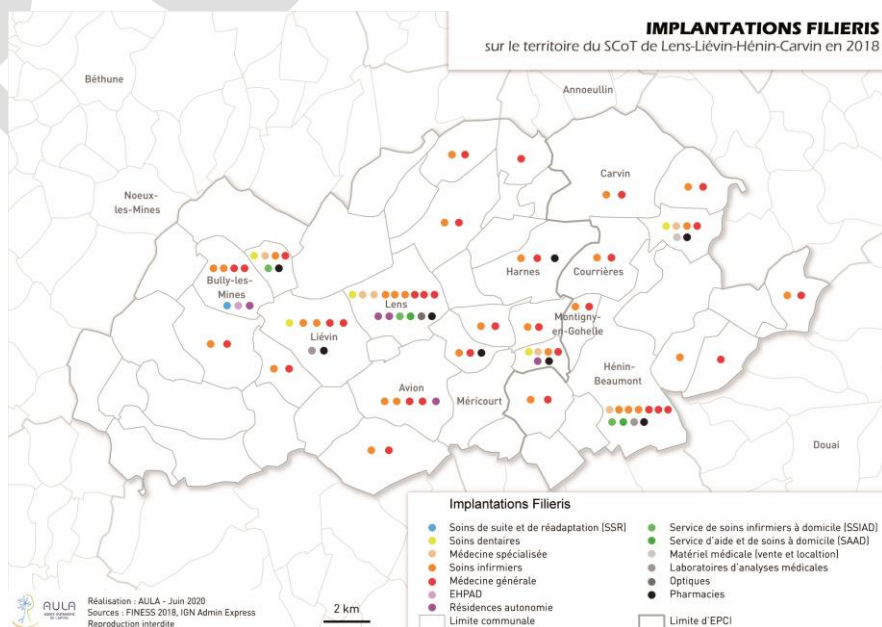 IMPLANTATIONS FILIERIS
sur le territoire du SCoT de Lens-Liévin-Hénin-Carvin en 2018
Béthune
Annoeullin
Carvin
Noeux-
les-Mines
Harnes
Courrières
Bully-les-
Mines
Lens
Liévin
Montigny-
en-Gohelle
Hénin-
Beaumont
Avion
Méricourt
Douai
Implantations Filieris
Soins de suite et de réadaptation (SSR)
Soins dentaires
Médecine spécialisée
Soins infirmiers
Médecine générale
EHPAD
Résidences autonomie
Limite communale
Service de soins infirmiers à domicile (SSIAD)
Service d'aide et de soins à domicile (SAAD)
Matériel médicale (vente et localtion)
Laboratoires d'analyses médicales
Optiques
Pharmacies
Limite d'EPCI
AULA
Réalisation : AULA - Juin 2020
Sources : FINESS 2018, IGN Admin Express
Reproduction interdite
2 km